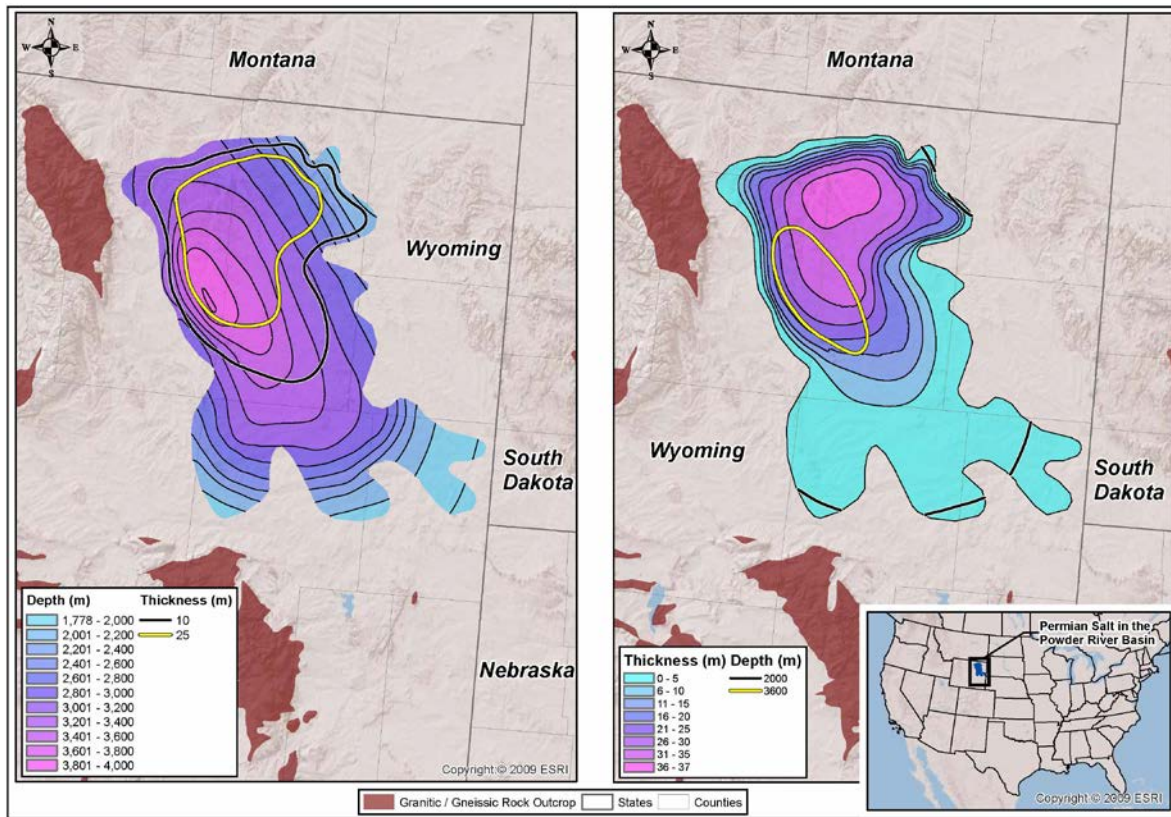 N
W E
S
Montana
Wyoming
South
Dakota
Nebraska
Depth (m) Thickness (m)
1,778 - 2,000 10
2,001 - 2,200 25
2,201 - 2,400
2,401 - 2,600
2,601 - 2,800
2,801 - 3,000
3,001 - 3,200
3,201 - 3,400
3,401 - 3,600
3,601 - 3,800
3,801 - 4,000
Copyright © 2009 ESRI
N
W E
S
Montana
Wyoming
South
Dakota
Thickness (m) Depth (m)
0 - 5 2000
6 - 10 3600
11 - 15
16 - 20
21 - 25
26 - 30
31 - 35
36 - 37
Permian Salt in the
Powder River Basin
Copyright © 2009 ESRI
Granitic / Gneissic Rock Outcrop States Counties